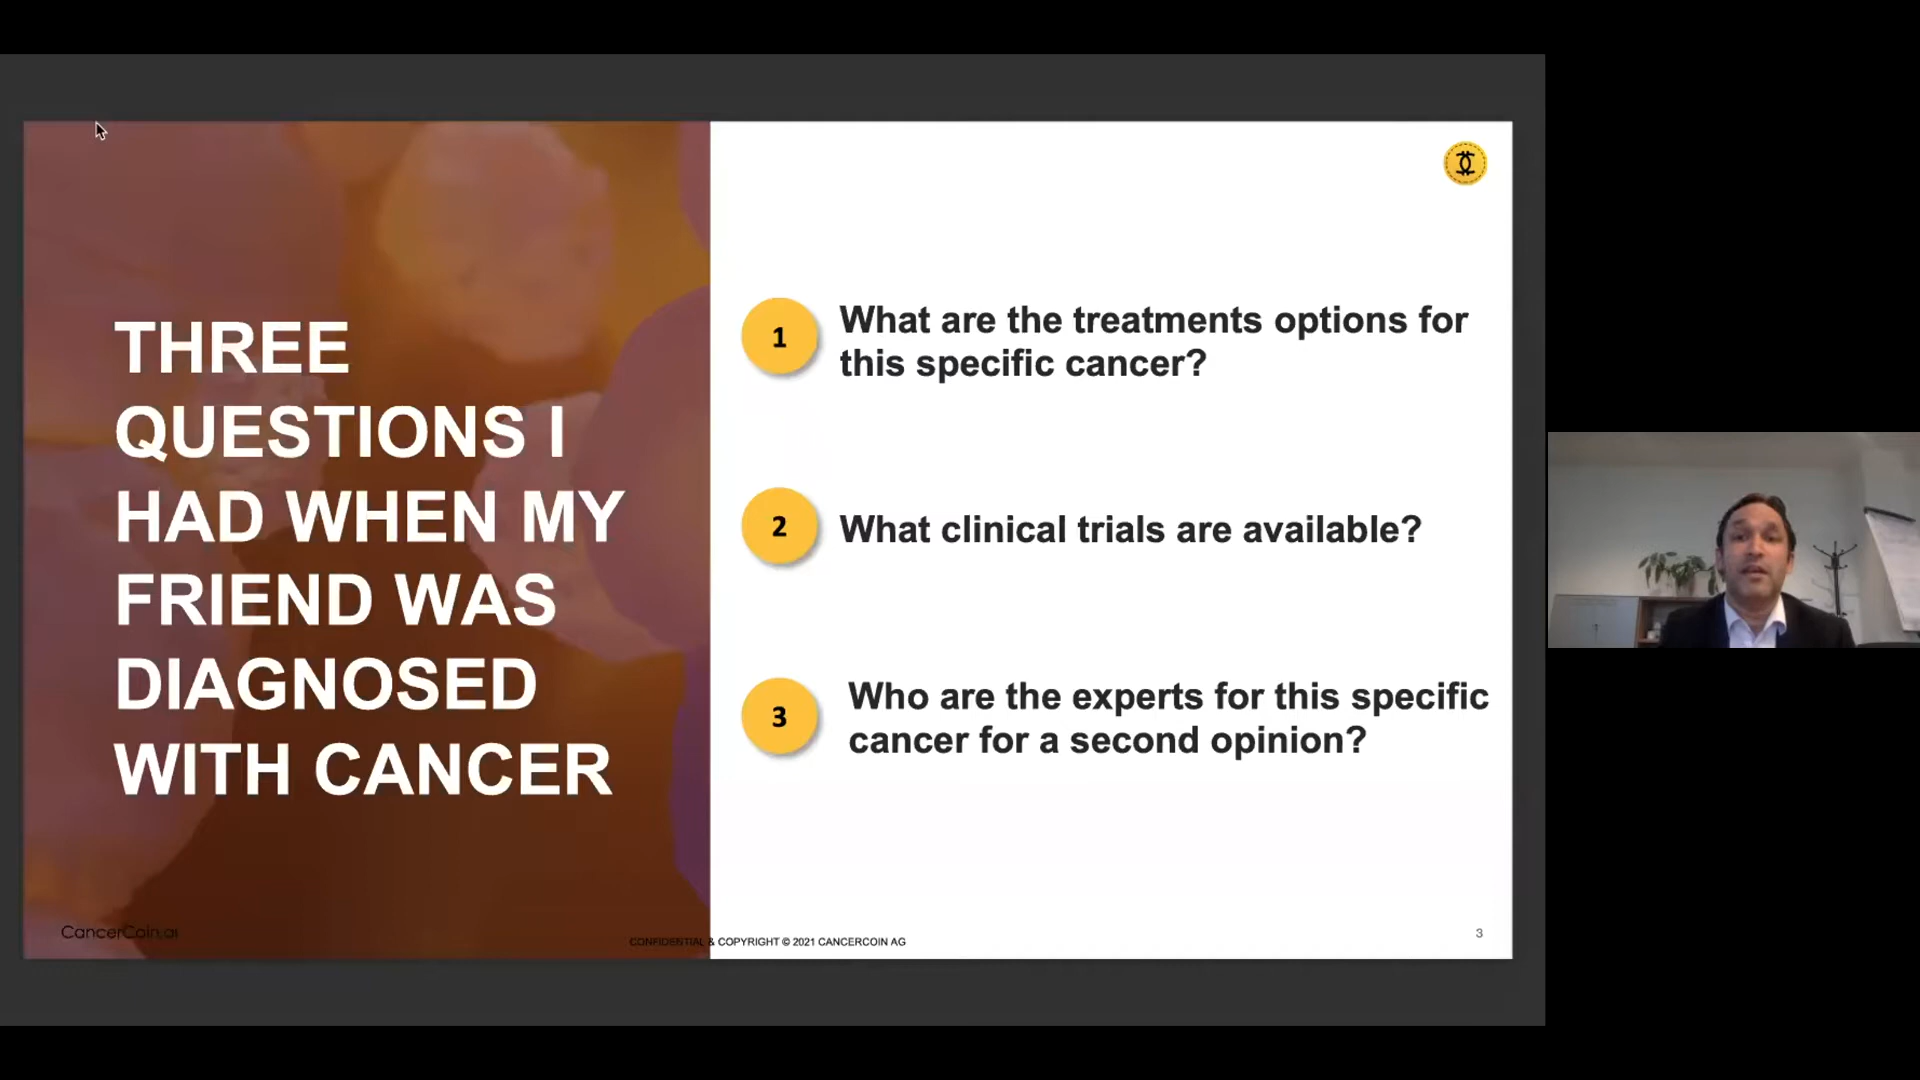 THREE
QUESTIONS I
HAD WHEN MY
FRIEND WAS
DIAGNOSED
WITH CANCER
1
What are the treatments options for
this specific cancer?
2
What clinical trials are available?
3
Who are the experts for this specific
cancer for a second opinion?
CancerCoin.ai
CONFIDENTIAL & COPYRIGHT © 2021 CANCERCOIN AG
3